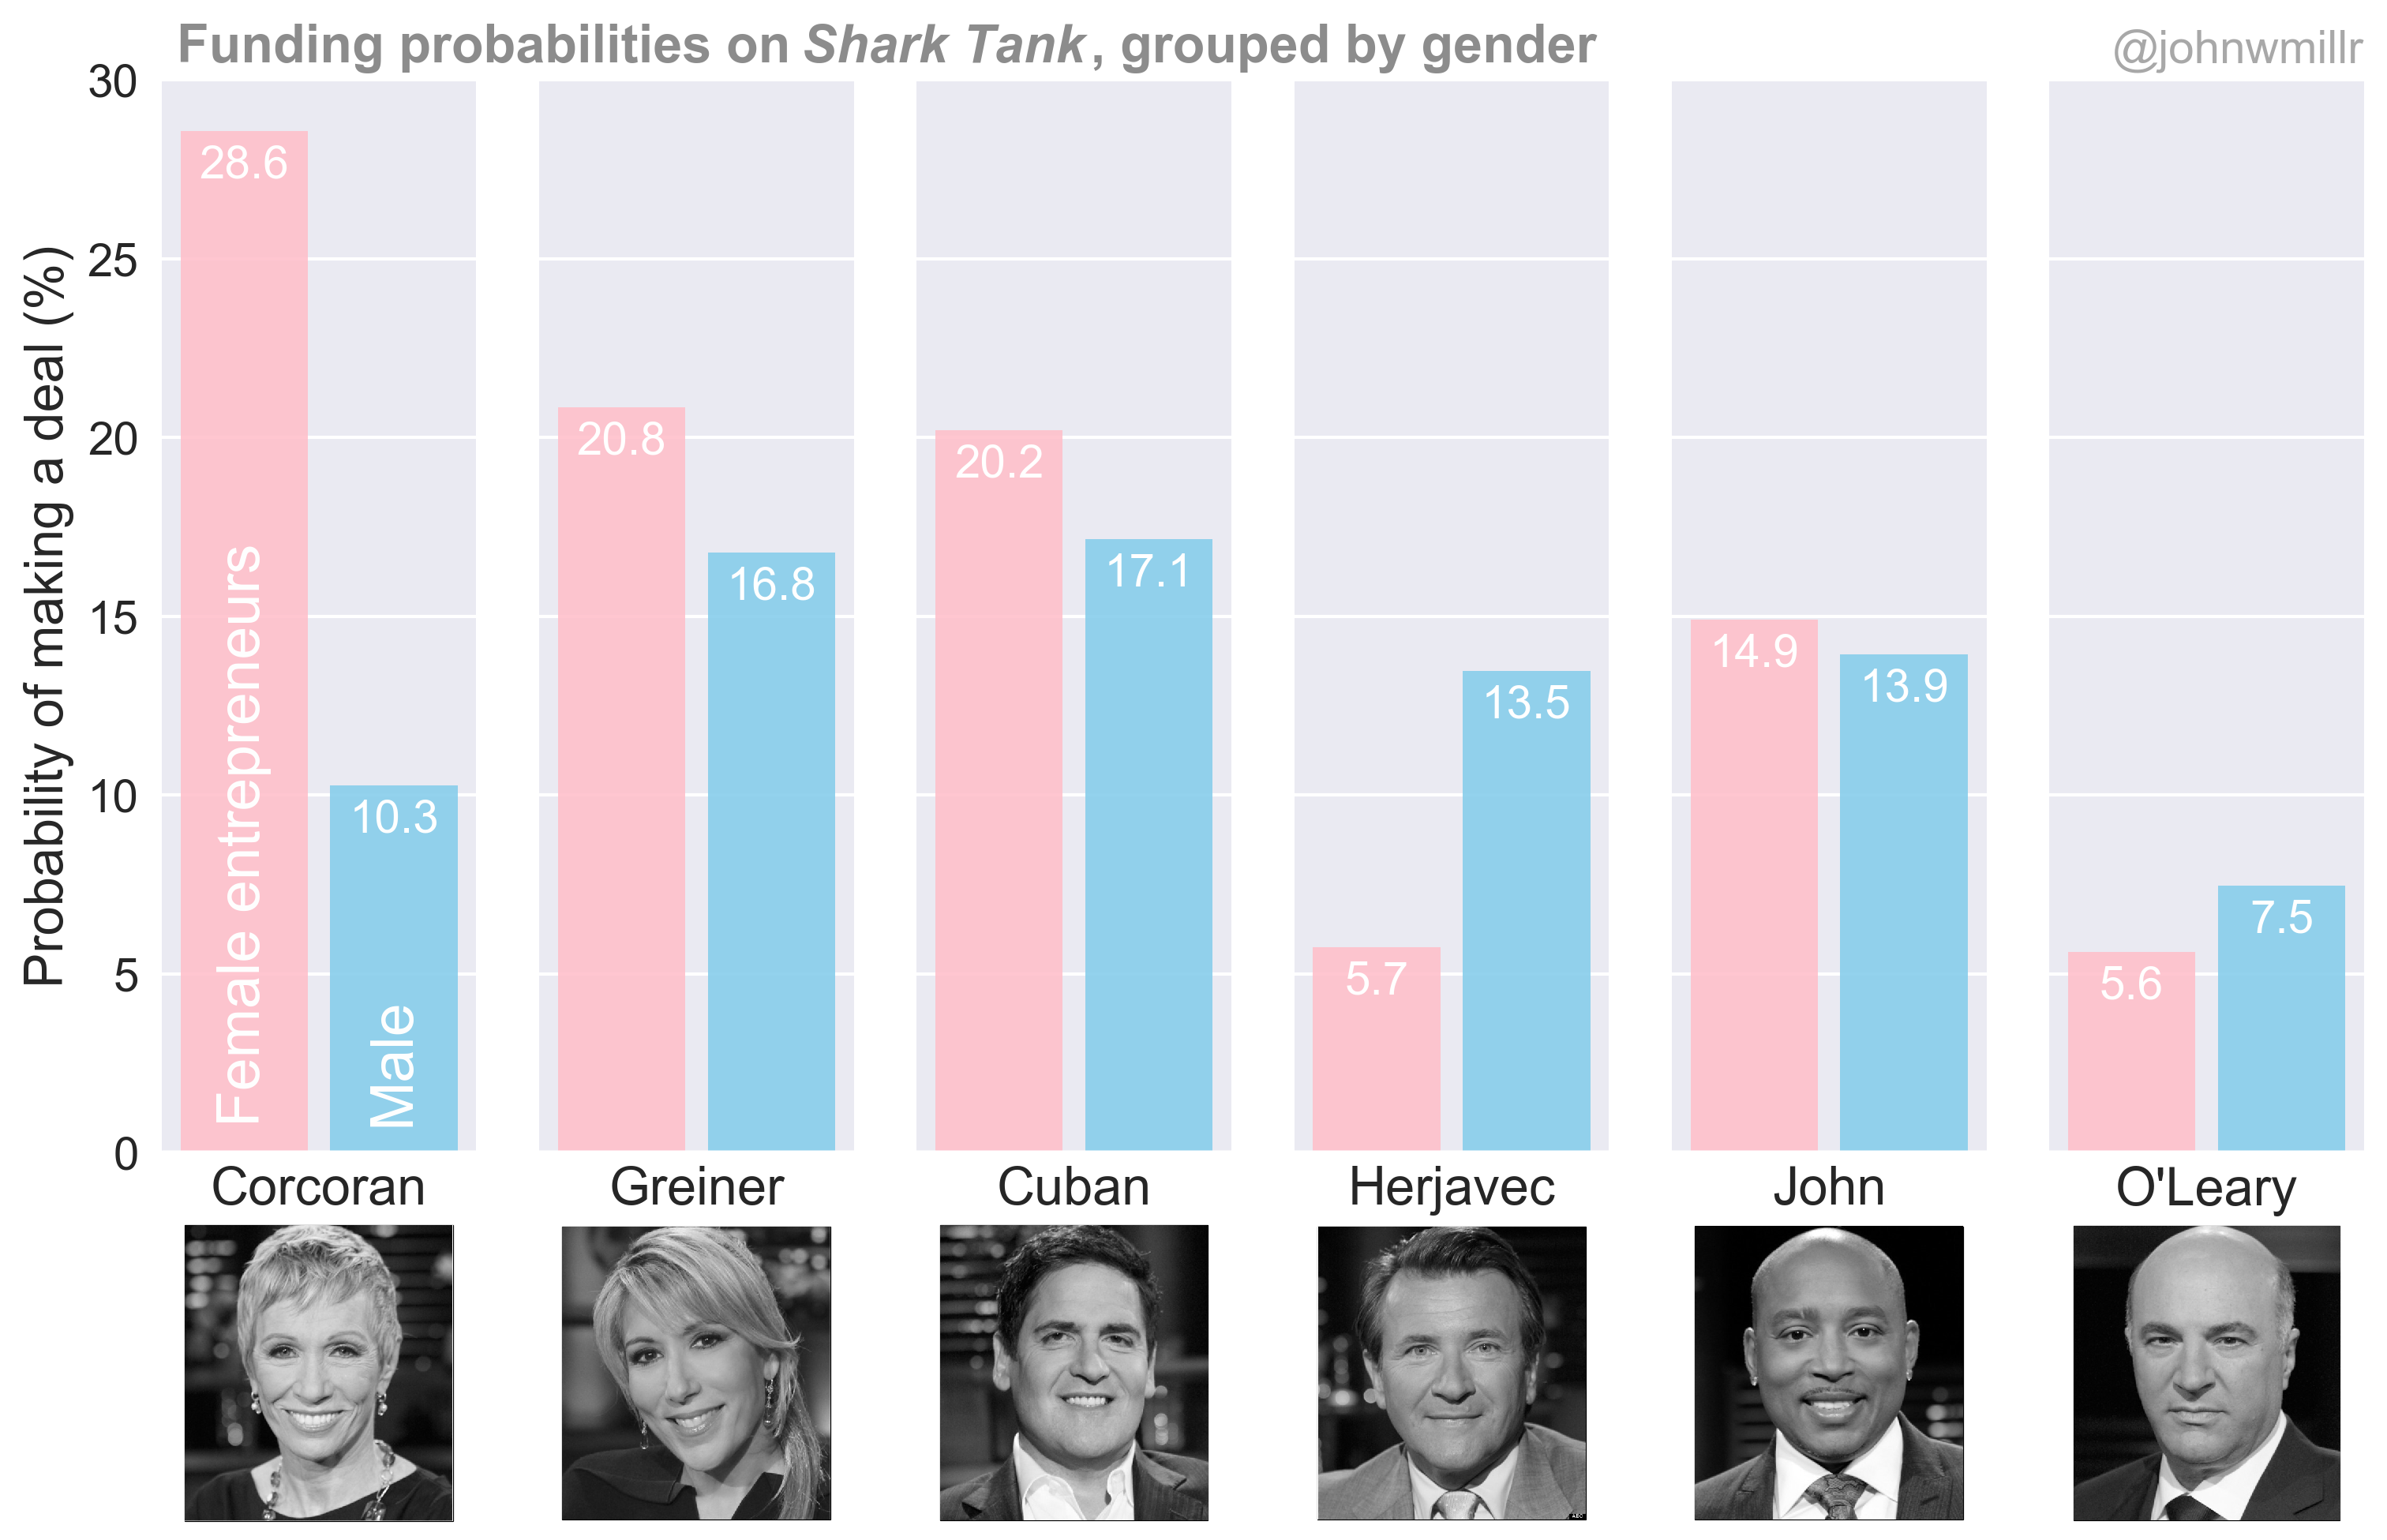 Funding probabilities on Shark Tank, grouped by gender
@johnwmillr
Probability of making a deal (%)
30
25
20
15
10
5
0
28.6
Female entrepreneurs
10.3
Male
20.8
16.8
20.2
17.1
5.7
13.5
14.9
13.9
5.6
7.5
Corcoran
Greiner
Cuban
Herjavec
John
O'Leary
abc